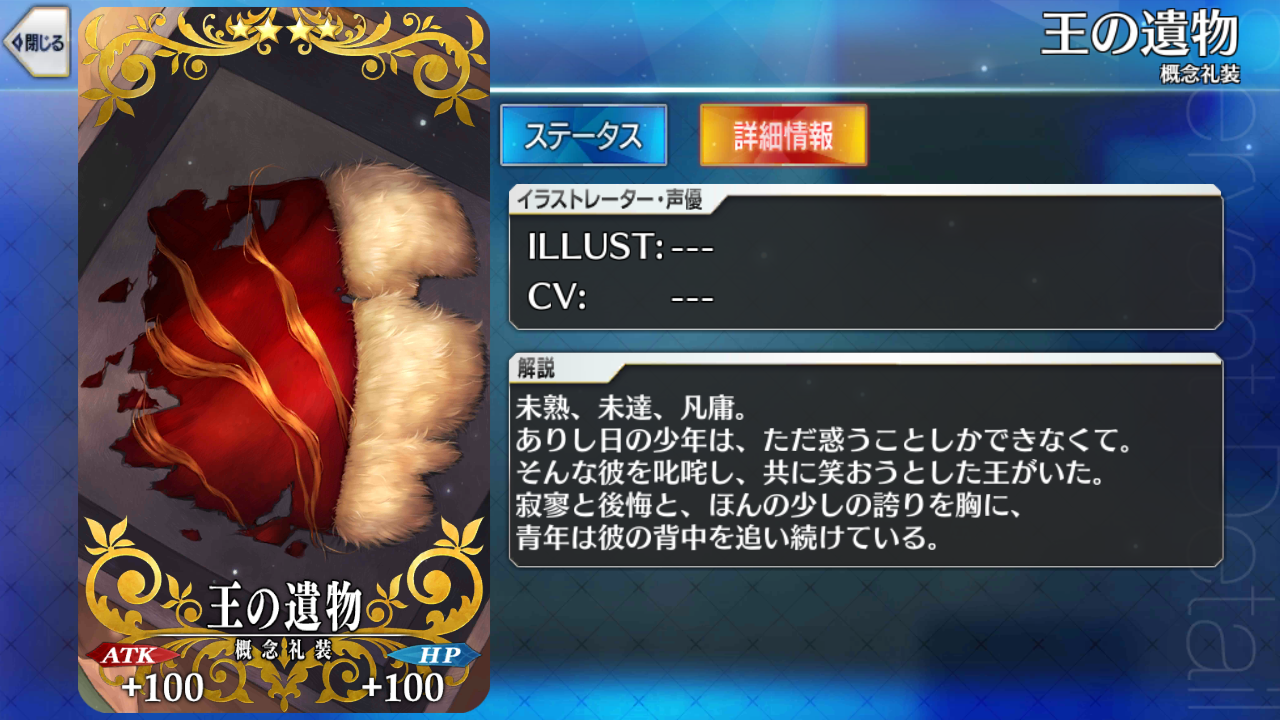 閉じる
王の遺物
概念礼装
ステータス
詳細情報
イラストレーター・声優
ILLUST: ---
CV: ---
解説
未熟、未達、凡庸。
ありし日の少年は、ただ惑うことしかできなくて。
そんな彼を叱咤し、共に笑おうとした王がいた。
寂寥と後悔と、ほんの少しの誇りを胸に、
青年は彼の背中を追い続けている。
王の遺物
概念礼装
ATK HP
+100 +100
Servant Detail